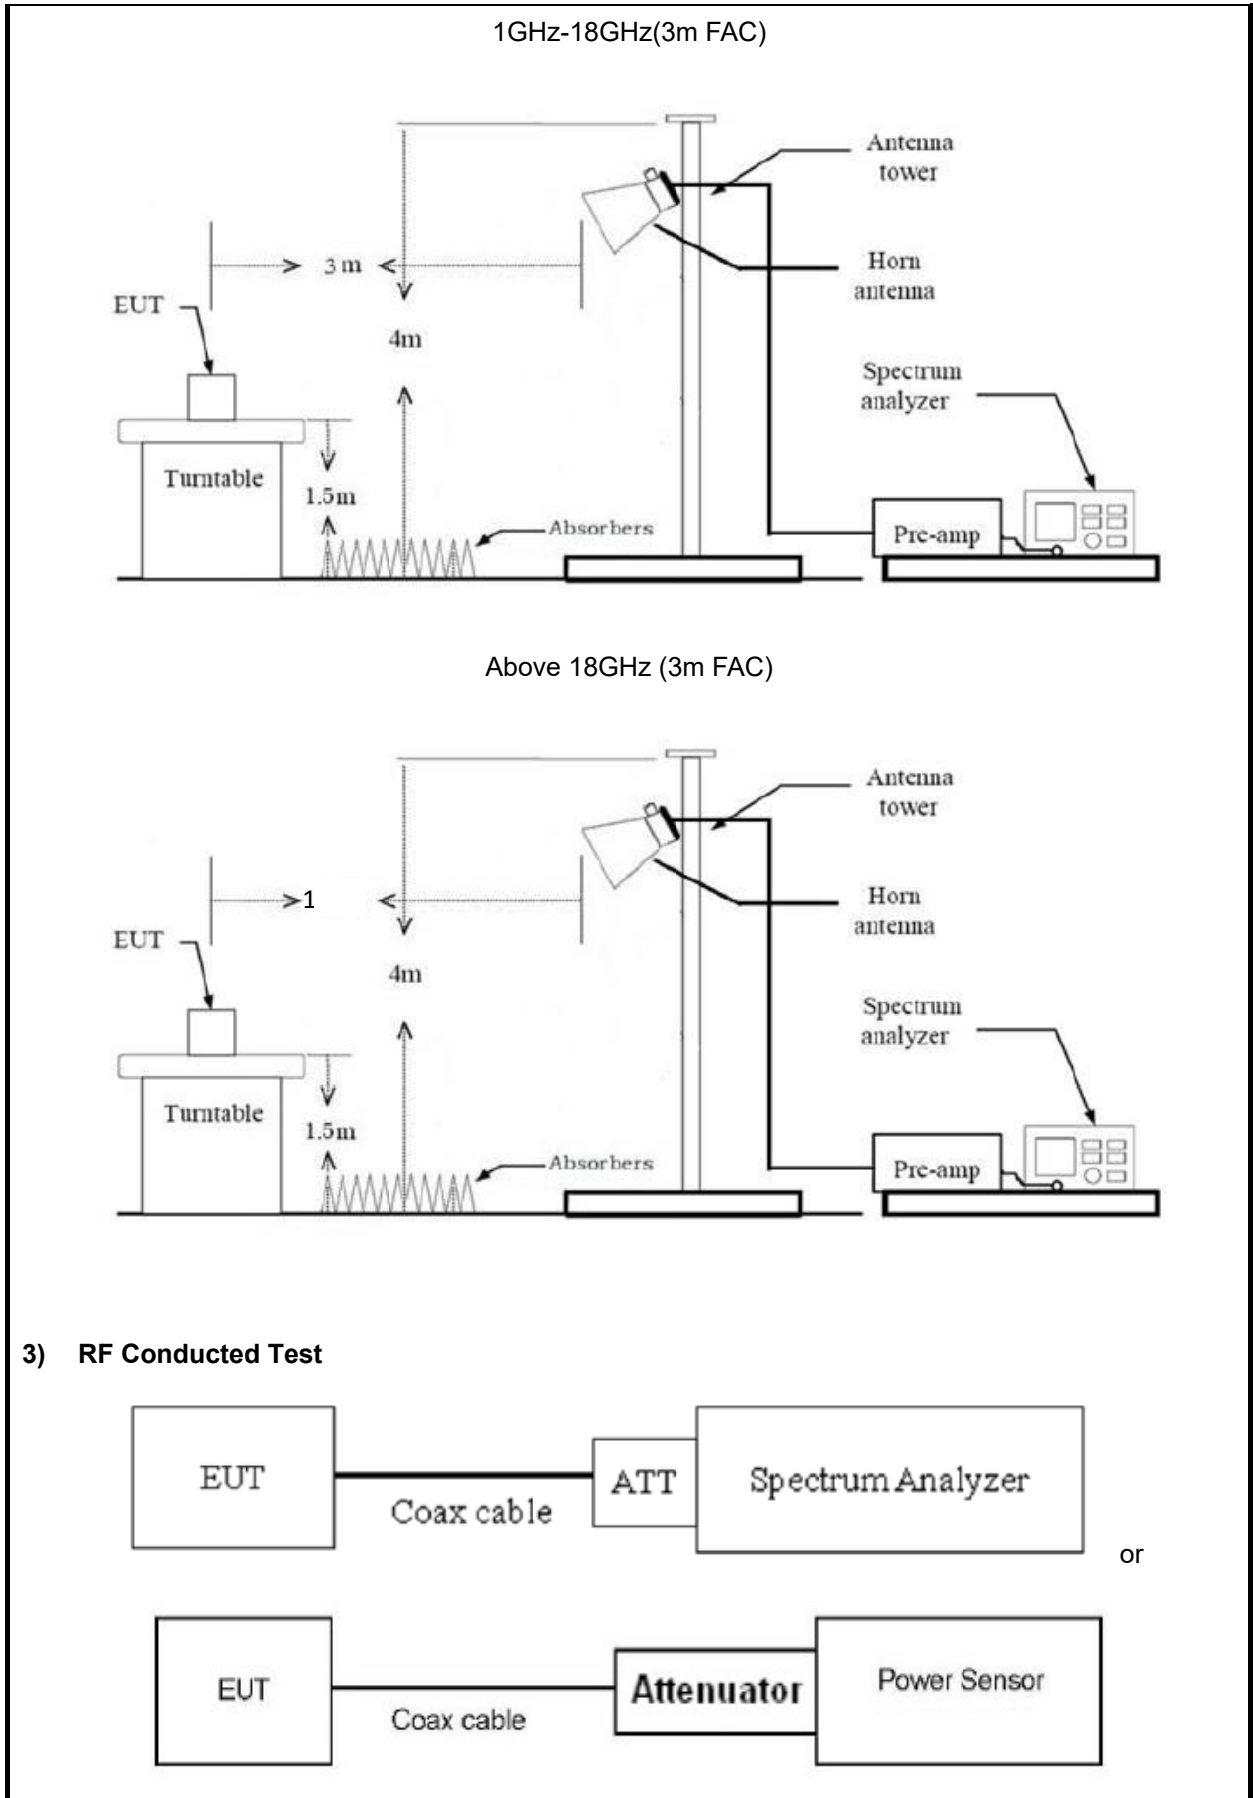 1GHz-18GHz(3m FAC)
Antenna
tower
3 m
Horn
antenna
EUT
4m
Spectrum
analyzer
Turntable
1.5m
Absorbers
Pre-amp
Above 18GHz (3m FAC)
Antenna
tower
1
Horn
antenna
EUT
4m
Spectrum
analyzer
Turntable
1.5m
Absorbers
Pre-amp
3) RF Conducted Test
EUT
Coax cable
ATT
Spectrum Analyzer
or
EUT
Coax cable
Attenuator
Power Sensor